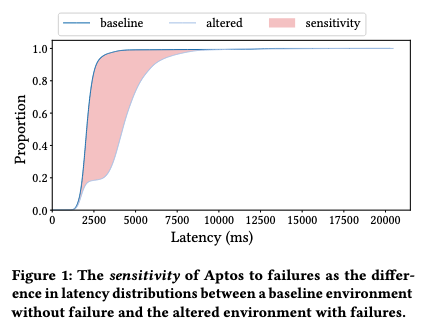 baseline altered sensitivity
1.0
0.8
0.6
0.4
0.2
0.0
Proportion
0 2500 5000 7500 10000 12500 15000 17500 20000
Latency (ms)
Figure 1: The sensitivity of Aptos to failures as the differ-
ence in latency distributions between a baseline environment
without failure and the altered environment with failures.